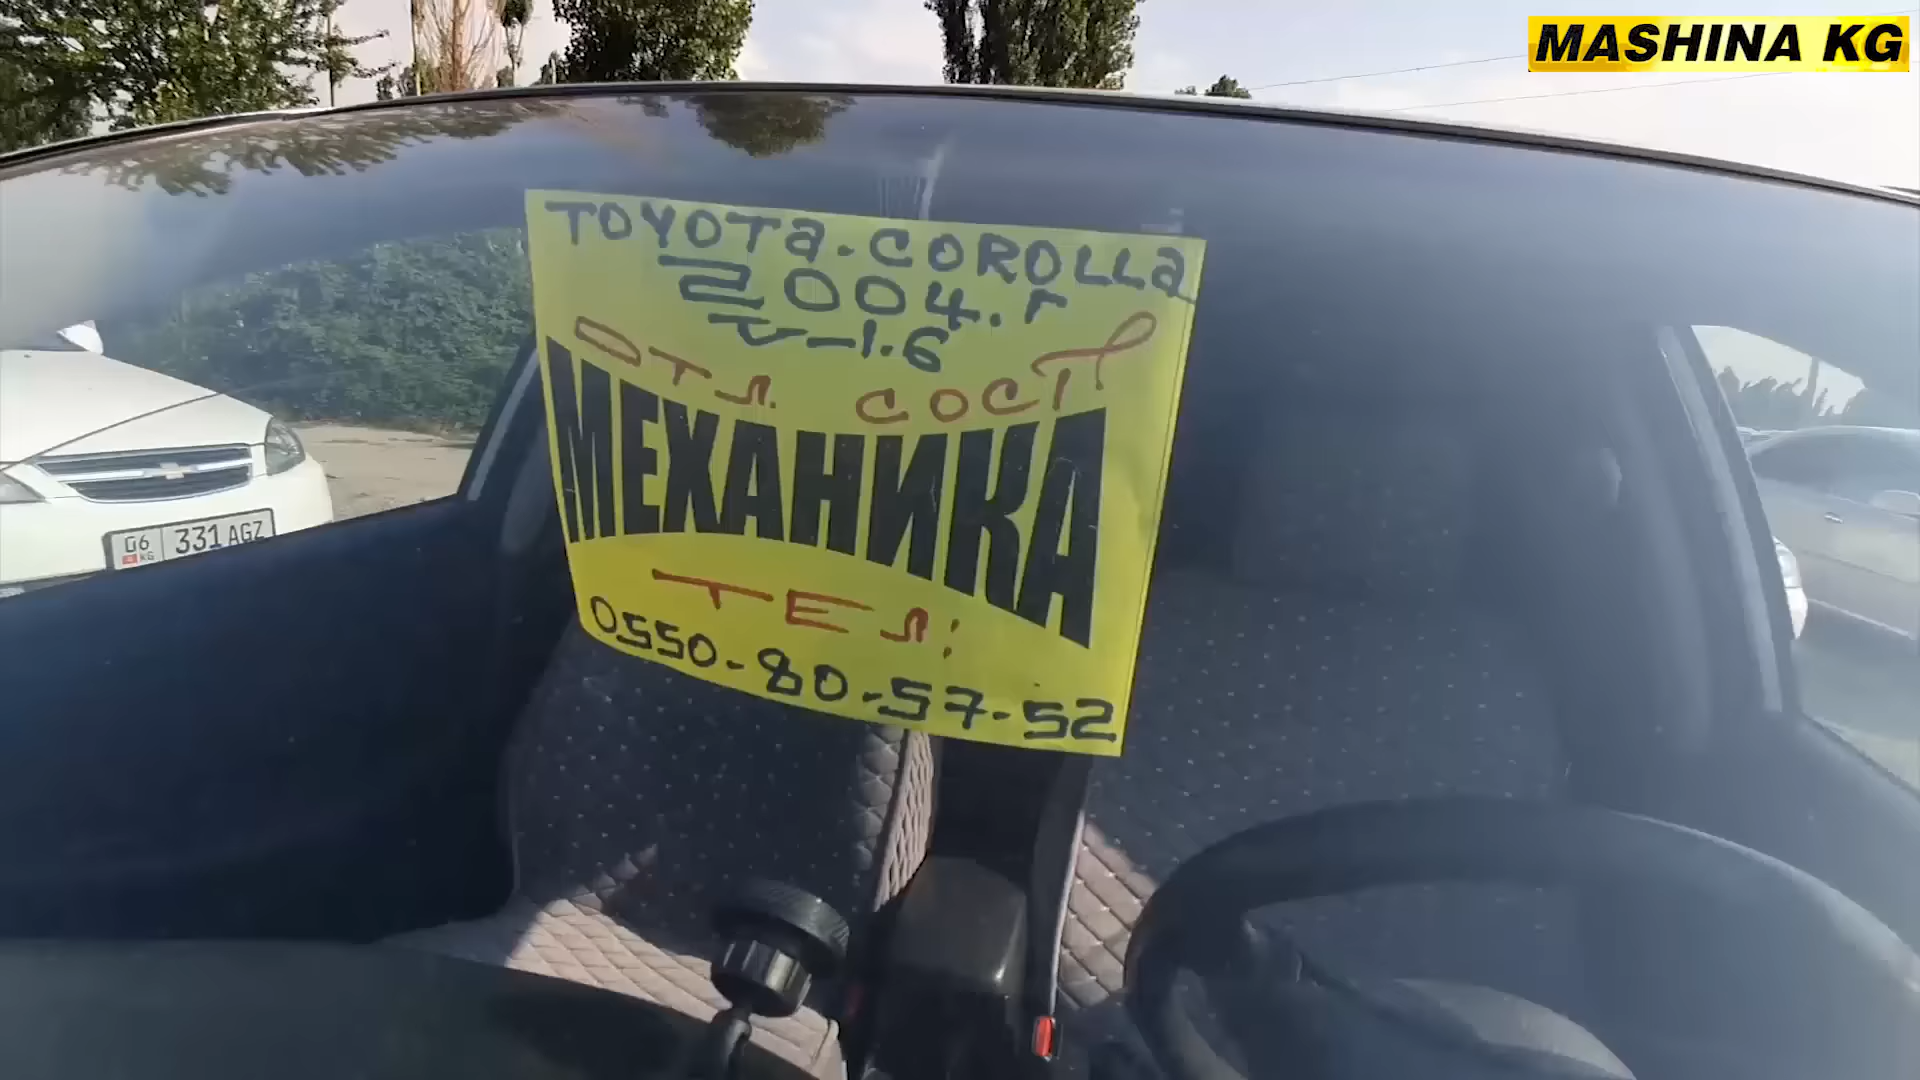 MASHINA KG
TOYOTa.COROLLa
2004.г
V-1.6
ОТЛ. СОСТ
МЕХАНИКА
ТЕЛ:
0550-80-57-52
06 KG 331 AGZ